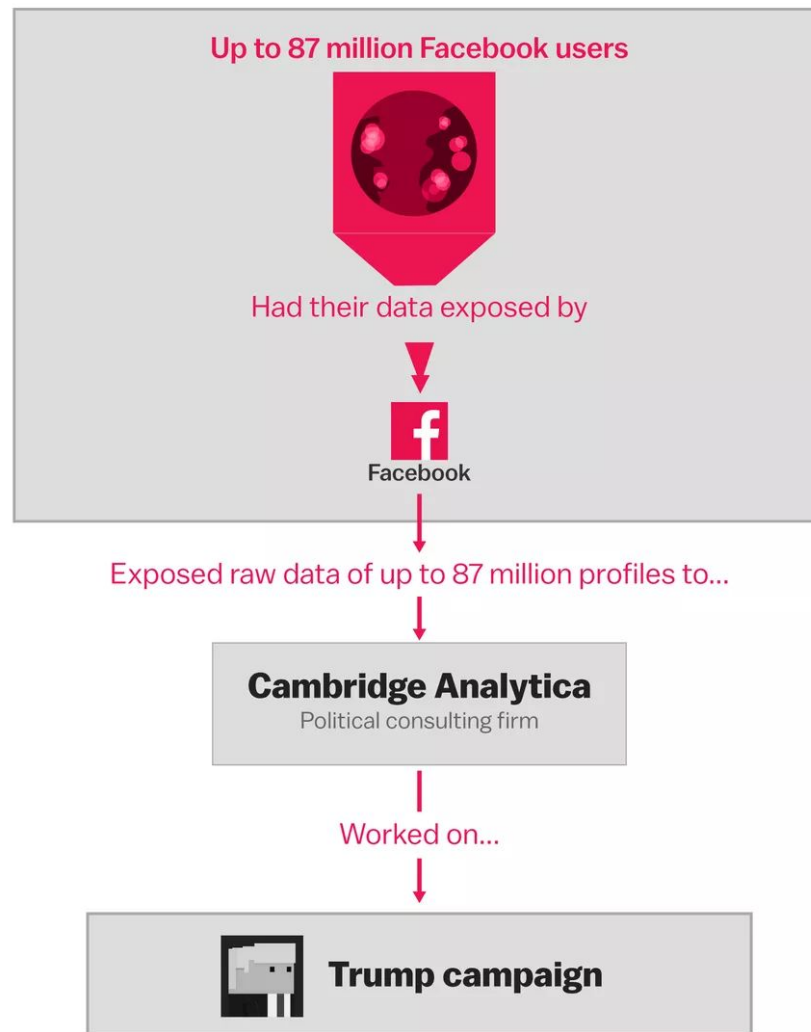 Up to 87 million Facebook users
Had their data exposed by
f
Facebook
Exposed raw data of up to 87 million profiles to...
Cambridge Analytica
Political consulting firm
Worked on...
Trump campaign